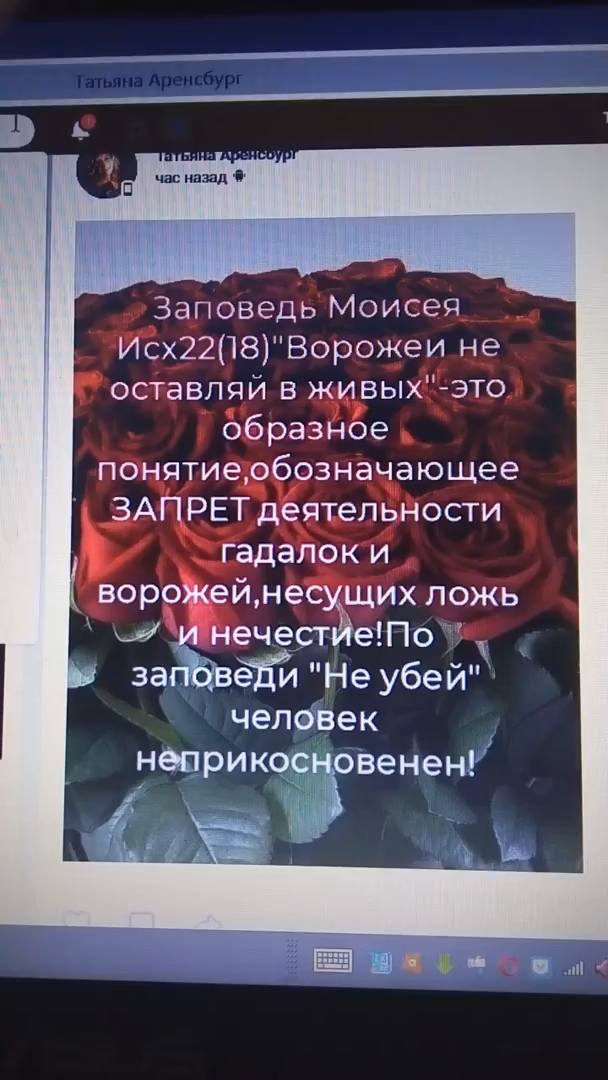 Татьяна Аренсбург
Татьяна Аренсбург
час назад
Заповедь Моисея
Исх22(18)"Ворожеи не
оставляй в живых"-это
образное
понятие,обозначающее
ЗАПРЕТ деятельности
гадалок и
ворожей,несущих ложь
и нечестие!По
заповеди "Не убей"
человек
неприкосновенен!